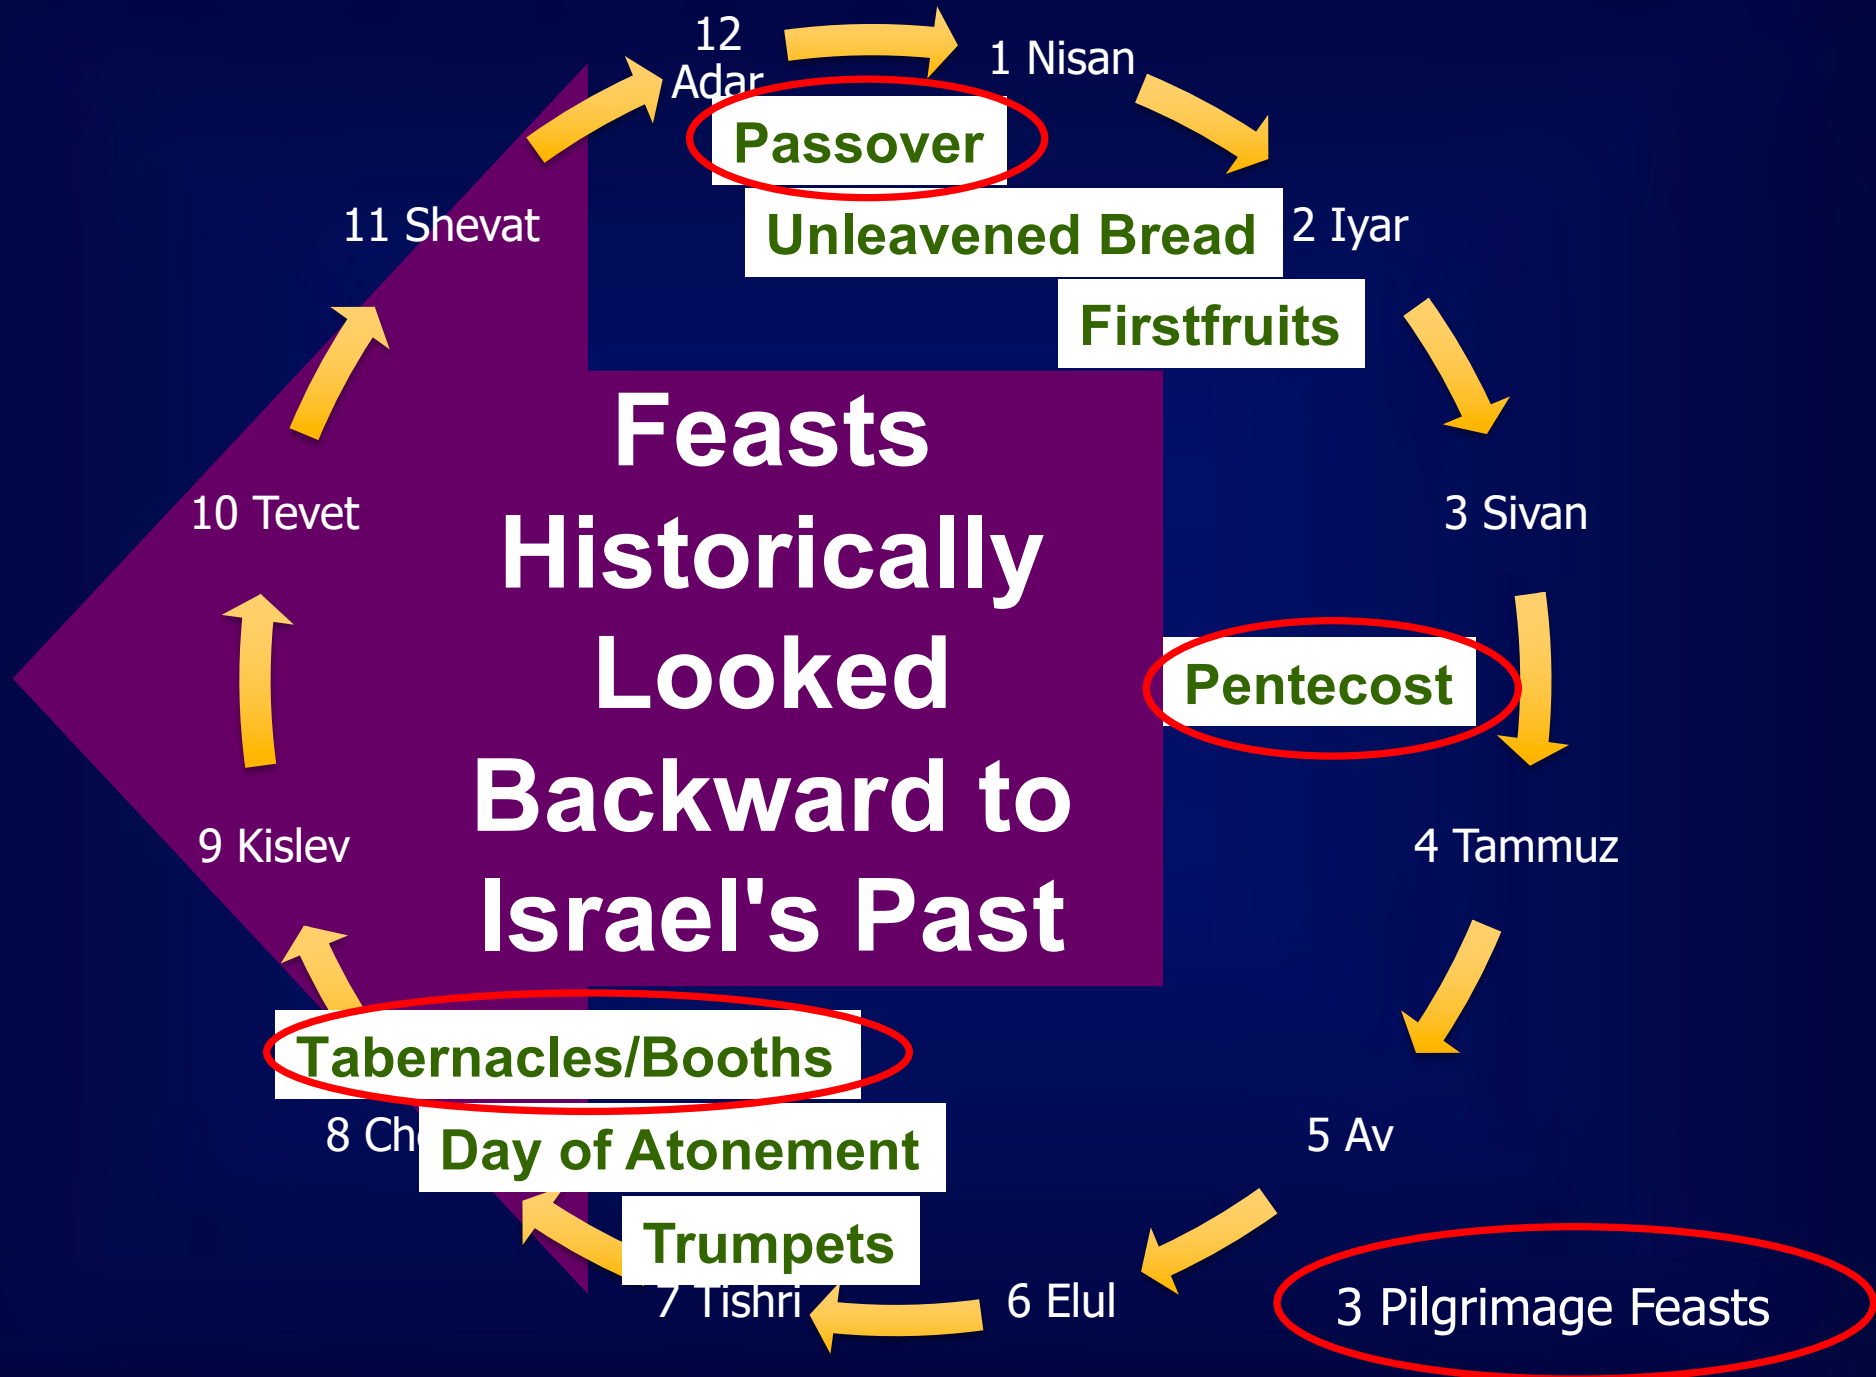 12
Adar
1 Nisan
Passover
11 Shevat
Unleavened Bread
2 Iyar
Firstfruits
Feasts
Historically
Looked
Backward to
Israel's Past
10 Tevet
3 Sivan
Pentecost
9 Kislev
4 Tammuz
Tabernacles/Booths
8
Day of Atonement
5 Av
Trumpets
7 Tishri
6 Elul
3 Pilgrimage Feasts